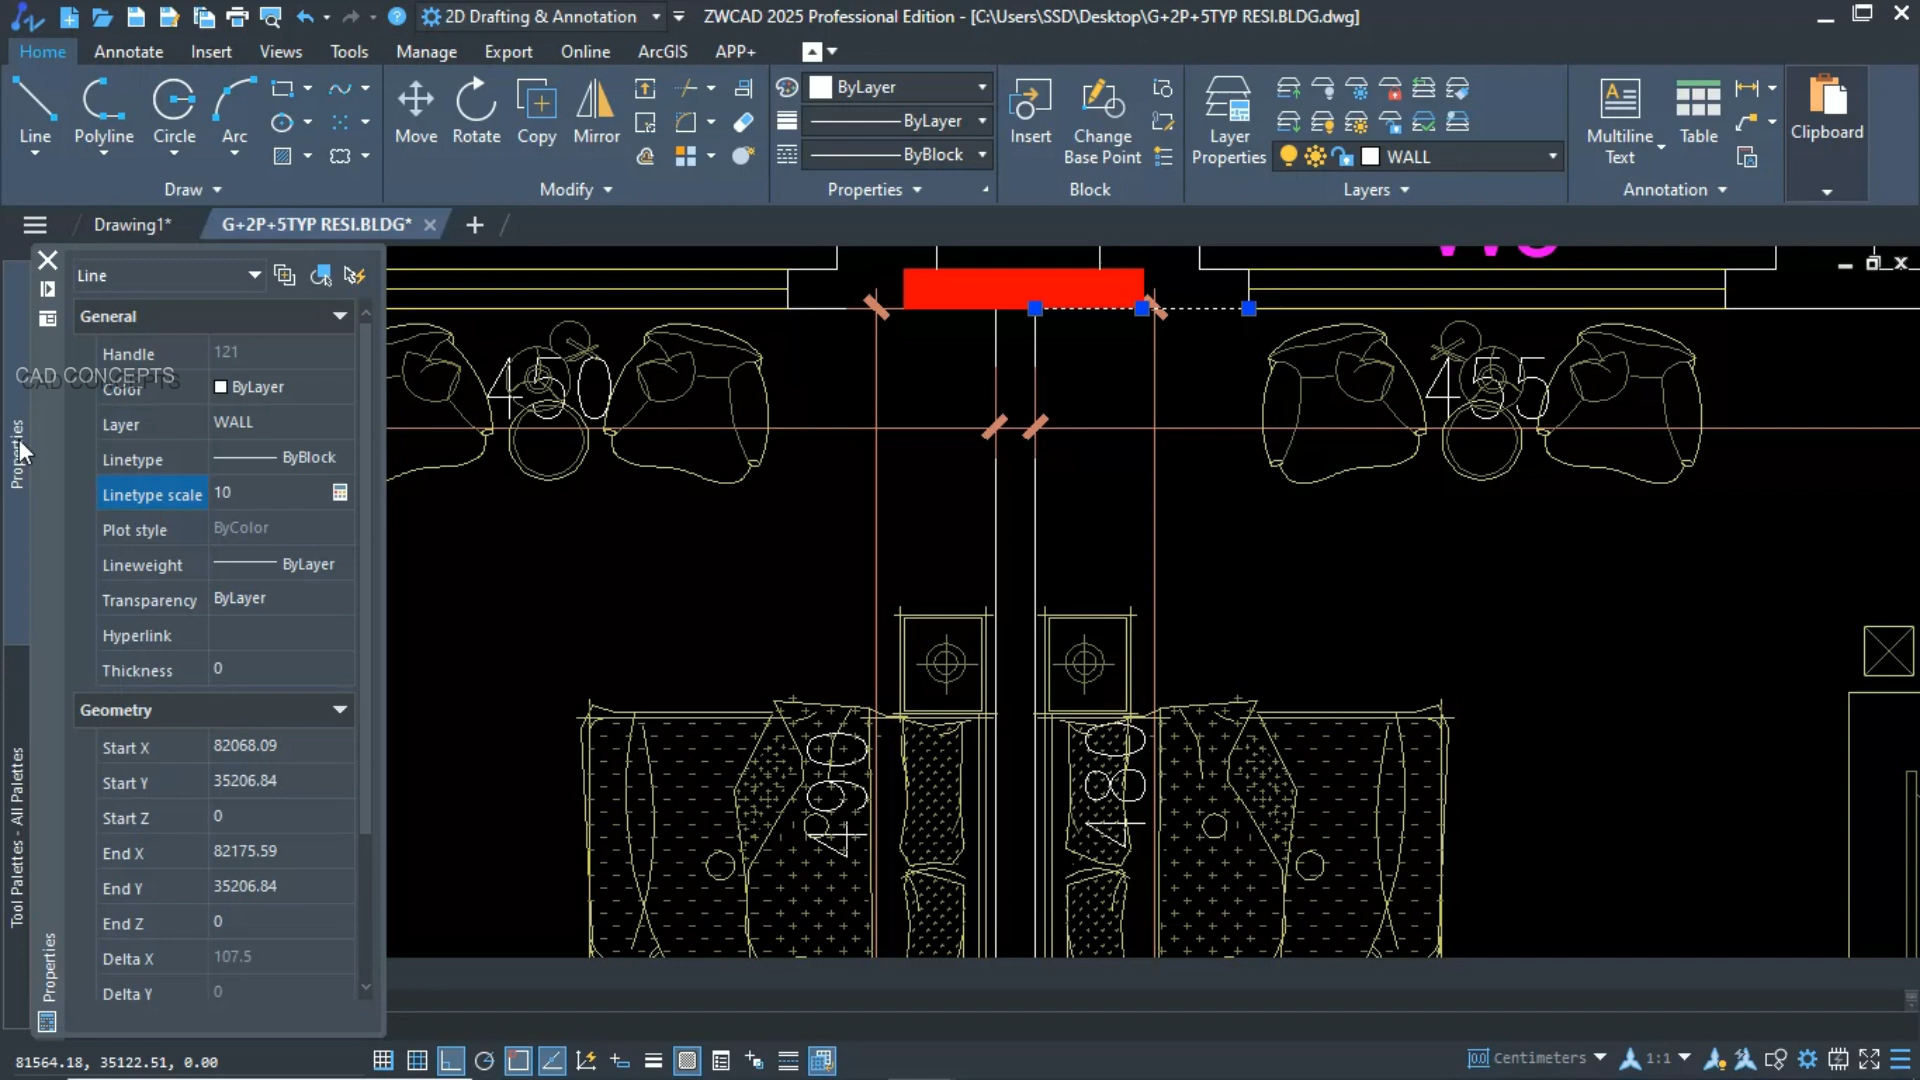 2D Drafting & Annotation
ZWCAD 2025 Professional Edition - [C:\Users\SSD\Desktop\G+2P+5TYP RESI.BLDG.dwg]
Home Annotate Insert Views Tools Manage Export Online ArcGIS APP+
Line Polyline Circle Arc
Draw
Move Rotate Copy Mirror
Modify
ByLayer
ByLayer
ByBlock
Properties
Insert Change Base Point
Block
Layer Properties
WALL
Layers
Multiline Text Table
Annotation
Clipboard
Drawing1*
G+2P+5TYP RESI.BLDG*
Line
General
Handle 121
CAD CONCEPTS
Color ByLayer
Layer WALL
Linetype ByBlock
Linetype scale 10
Plot style ByColor
Lineweight ByLayer
Transparency ByLayer
Hyperlink
Thickness 0
Geometry
Start X 82068.09
Start Y 35206.84
Start Z 0
End X 82175.59
End Y 35206.84
End Z 0
Delta X 107.5
Delta Y 0
Properties
Tool Palettes - All Palettes
Properties
450
455
490
480
81564.18, 35122.51, 0.00
Centimeters
1:1